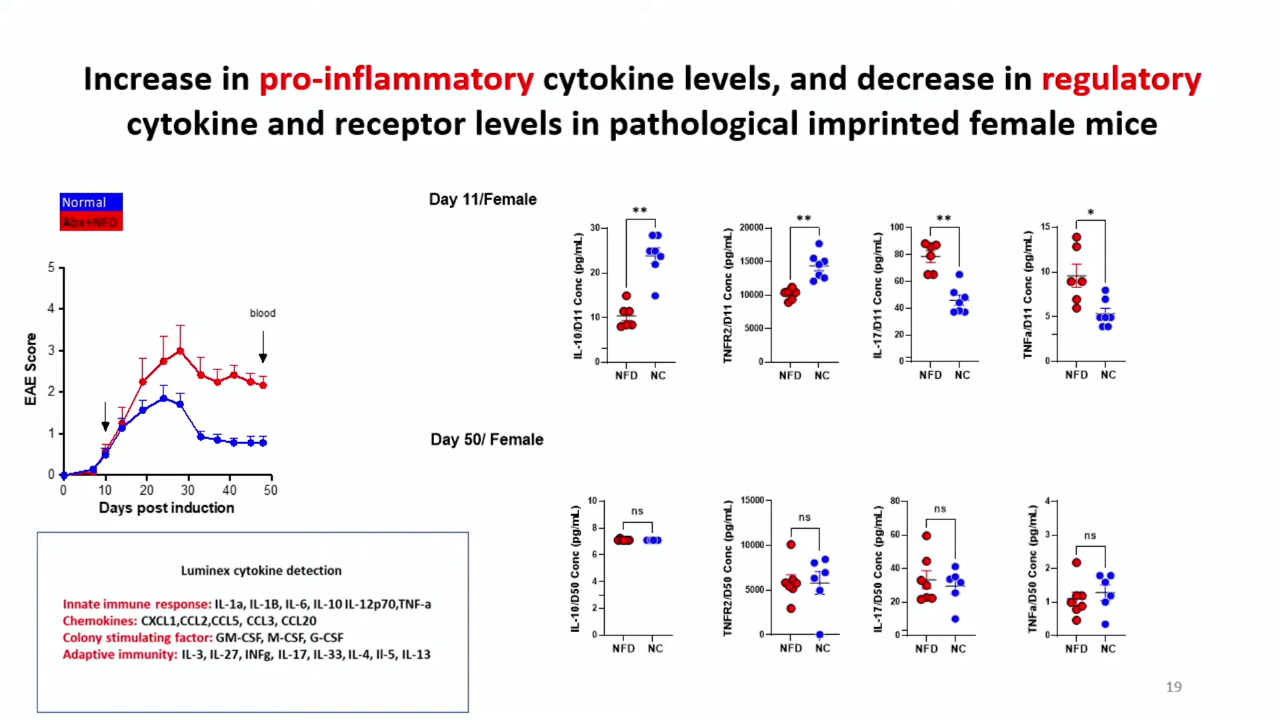 Increase in pro-inflammatory cytokine levels, and decrease in regulatory
cytokine and receptor levels in pathological imprinted female mice
Normal
Abx+NFD
EAE Score
5
4
3
2
1
0
0 10 20 30 40 50
Days post induction
blood
Day 11/Female
IL-10/D11 Conc (pg/mL)
30
20
10
0
**
NFD NC
TNFR2/D11 Conc (pg/mL)
20000
15000
10000
5000
0
**
NFD NC
IL-17/D11 Conc (pg/mL)
100
80
60
40
20
0
**
NFD NC
TNFa/D11 Conc (pg/mL)
15
10
5
0
*
NFD NC
Day 50/ Female
IL-10/D50 Conc (pg/mL)
10
8
6
4
2
0
ns
NFD NC
TNFR2/D50 Conc (pg/mL)
15000
10000
5000
0
ns
NFD NC
IL-17/D50 Conc (pg/mL)
80
60
40
20
0
ns
NFD NC
TNFa/D50 Conc (pg/mL)
4
3
2
1
0
ns
NFD NC
Luminex cytokine detection
Innate immune response: IL-1a, IL-1B, IL-6, IL-10 IL-12p70,TNF-a
Chemokines: CXCL1,CCL2,CCL5, CCL3, CCL20
Colony stimulating factor: GM-CSF, M-CSF, G-CSF
Adaptive immunity: IL-3, IL-27, INFg, IL-17, IL-33, IL-4, Il-5, IL-13
19